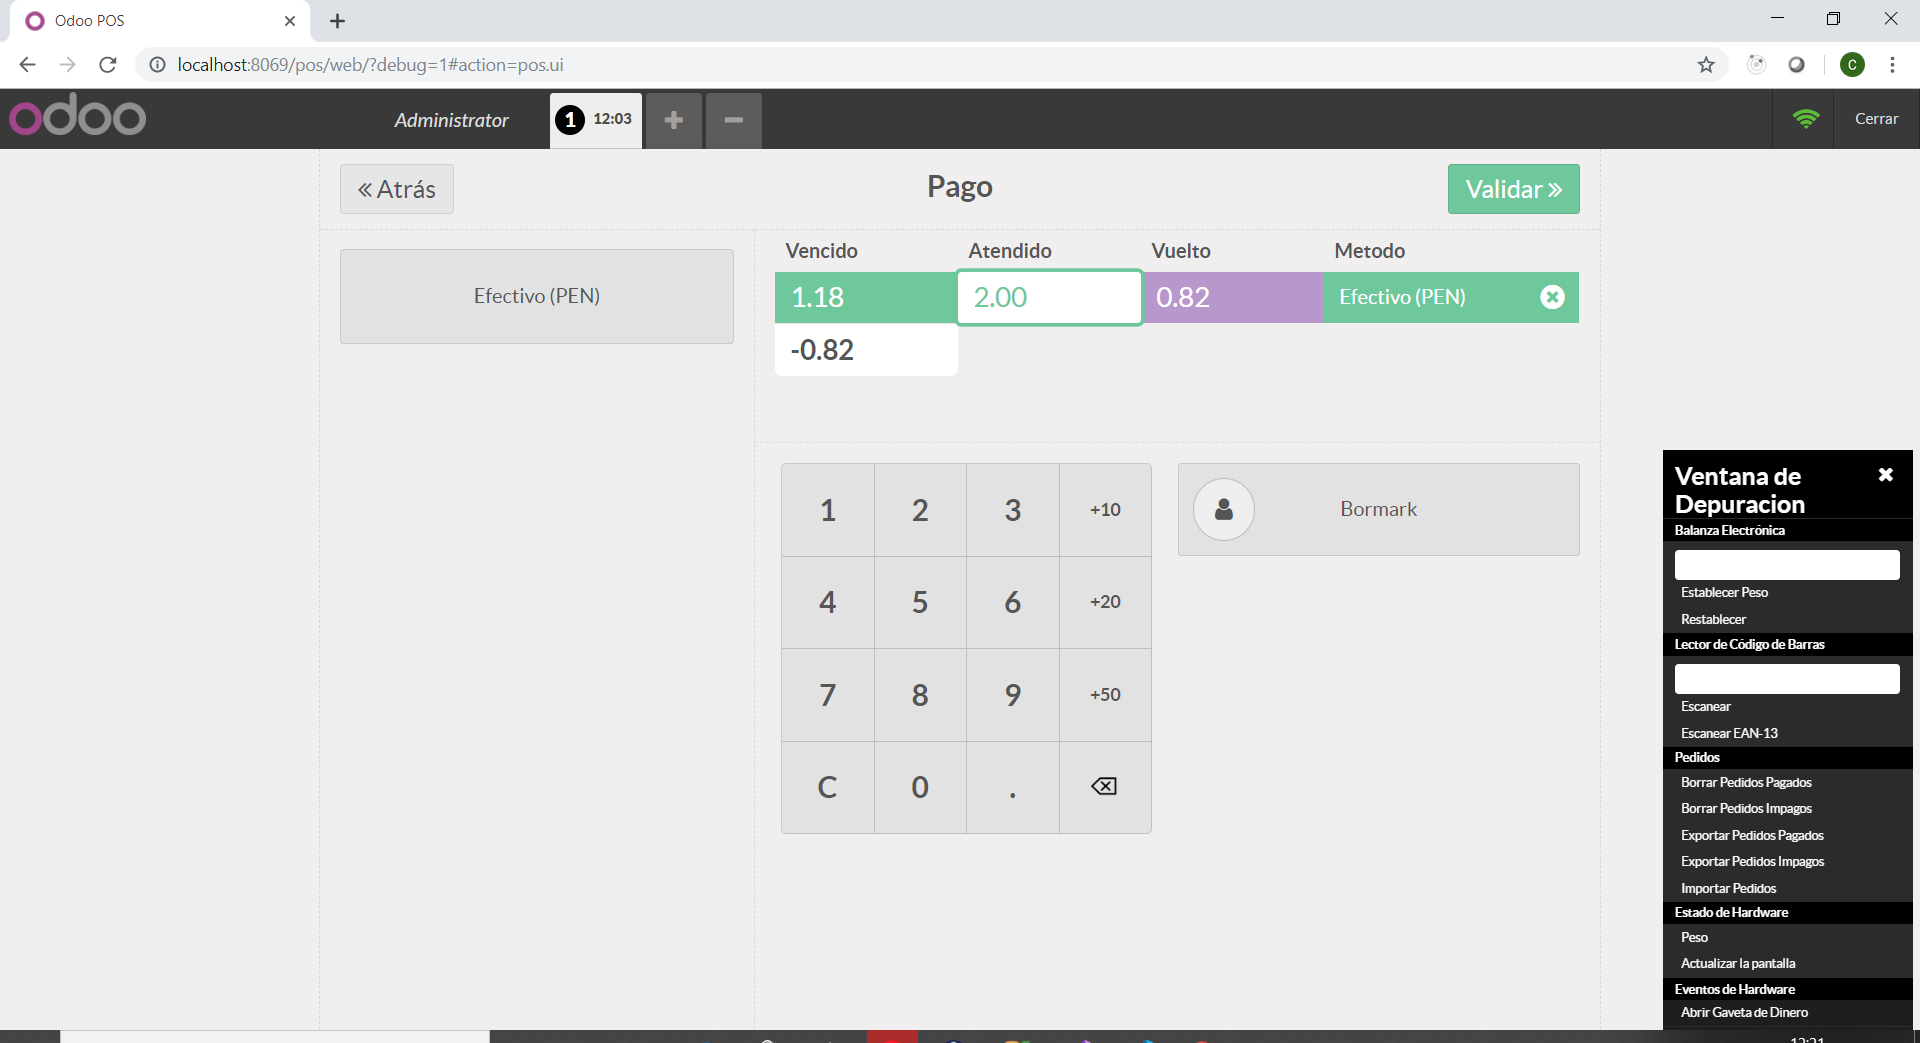 Odoo POS
localhost:8069/pos/web/?debug=1#action=pos.ui
C
odoo
Administrator
1 12:03
+
−
Cerrar
« Atrás
Pago
Validar »
Efectivo (PEN)
Vencido Atendido Vuelto Metodo
1.18 2.00 0.82 Efectivo (PEN)
-0.82
1 2 3 +10
4 5 6 +20
7 8 9 +50
C 0 .
Bormark
Ventana de
Depuracion
Balanza Electrónica
Establecer Peso
Restablecer
Lector de Código de Barras
Escanear
Escanear EAN-13
Pedidos
Borrar Pedidos Pagados
Borrar Pedidos Impagos
Exportar Pedidos Pagados
Exportar Pedidos Impagos
Importar Pedidos
Estado de Hardware
Peso
Actualizar la pantalla
Eventos de Hardware
Abrir Gaveta de Dinero